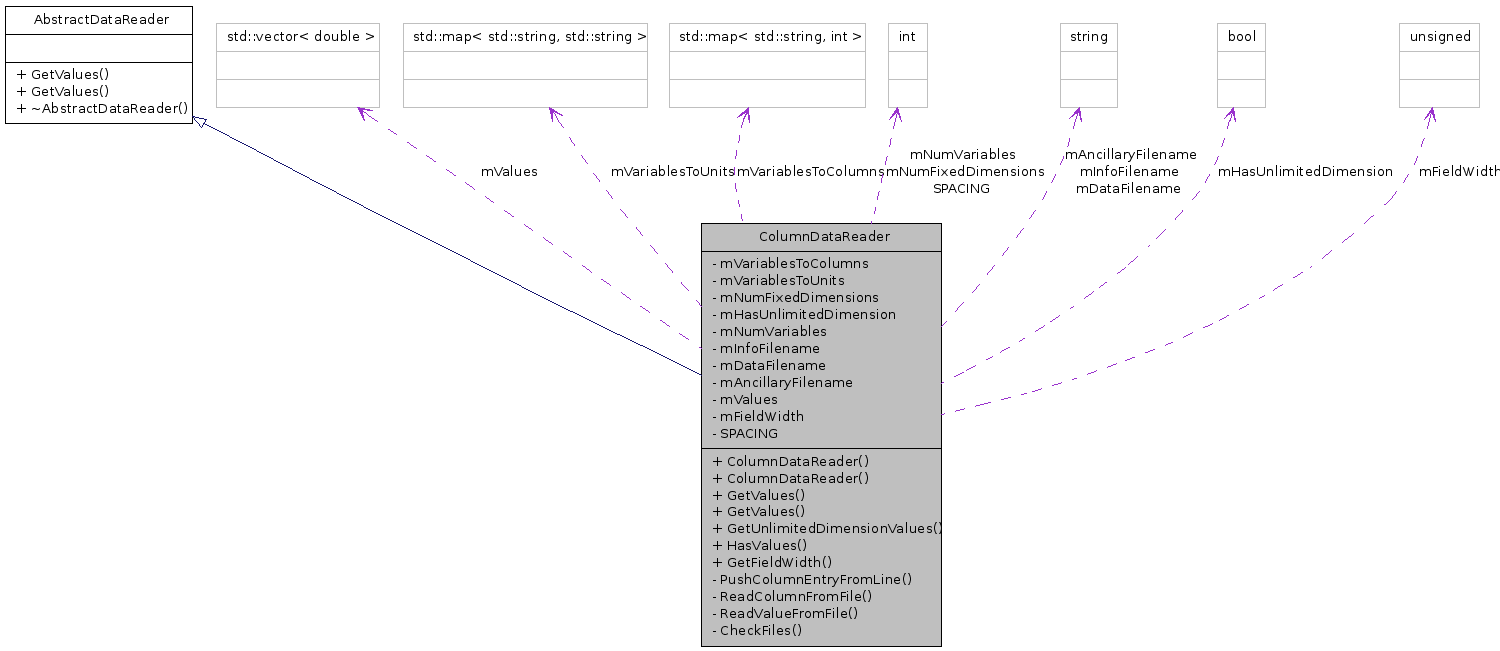 AbstractDataReader
+ GetValues()
+ GetValues()
+ ~AbstractDataReader()
std::vector< double >
std::map< std::string, std::string >
std::map< std::string, int >
int
string
bool
unsigned
mValues
mVariablesToUnits
mVariablesToColumns
mNumVariables
mNumFixedDimensions
SPACING
mAncillaryFilename
mInfoFilename
mDataFilename
mHasUnlimitedDimension
mFieldWidth
ColumnDataReader
- mVariablesToColumns
- mVariablesToUnits
- mNumFixedDimensions
- mHasUnlimitedDimension
- mNumVariables
- mInfoFilename
- mDataFilename
- mAncillaryFilename
- mValues
- mFieldWidth
- SPACING
+ ColumnDataReader()
+ ColumnDataReader()
+ GetValues()
+ GetValues()
+ GetUnlimitedDimensionValues()
+ HasValues()
+ GetFieldWidth()
- PushColumnEntryFromLine()
- ReadColumnFromFile()
- ReadValueFromFile()
- CheckFiles()